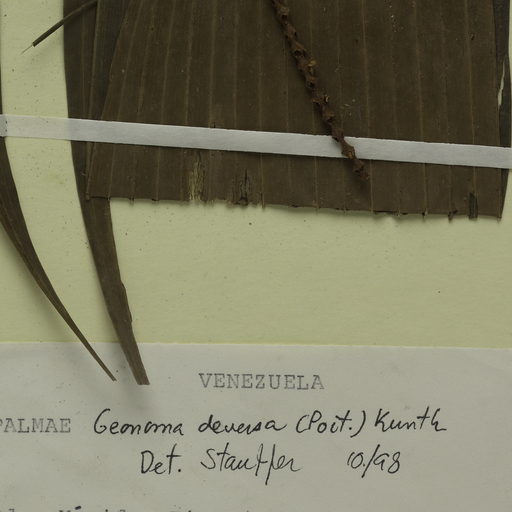 VENEZUELA
PALMAE Geonoma deversa (Poit.) Kunth
Det. Stauffer 10/98